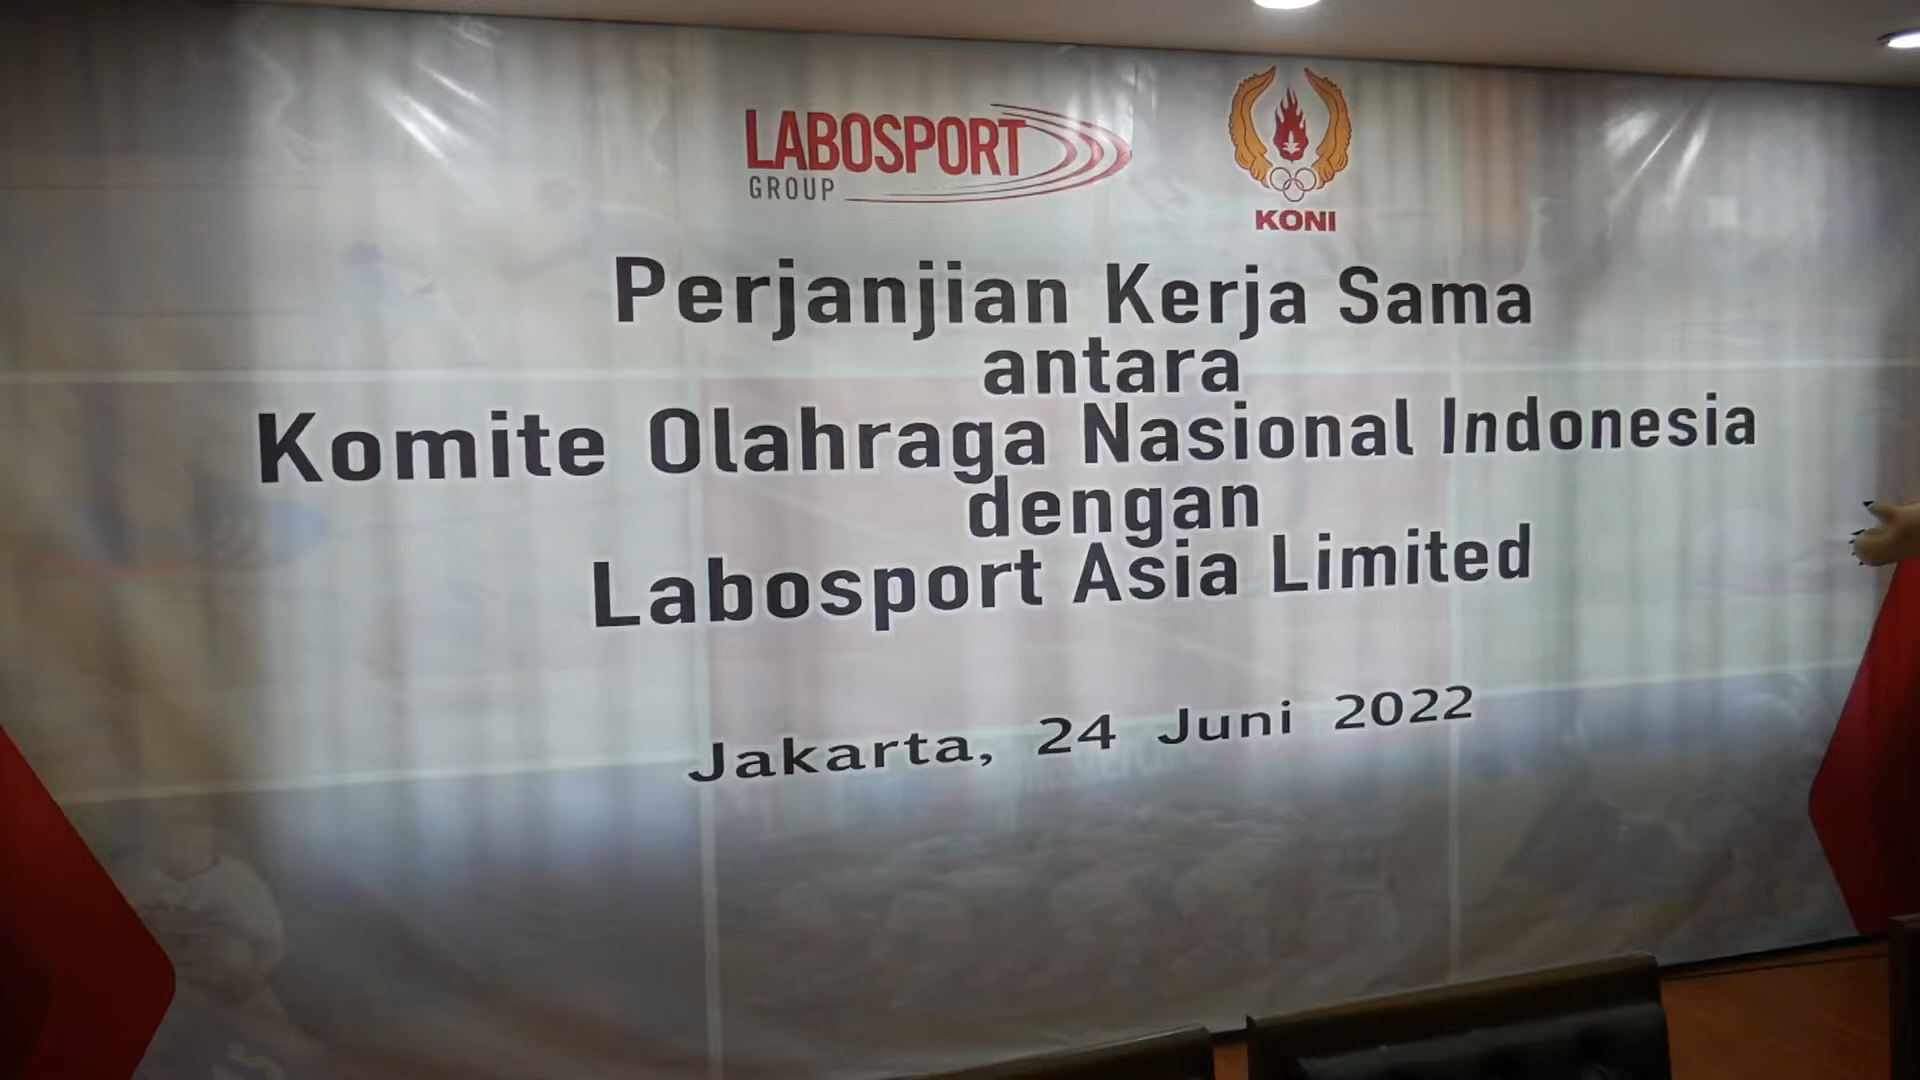 LABOSPORT
GROUP
KONI
Perjanjian Kerja Sama
antara
Komite Olahraga Nasional Indonesia
dengan
Labosport Asia Limited
Jakarta, 24 Juni 2022